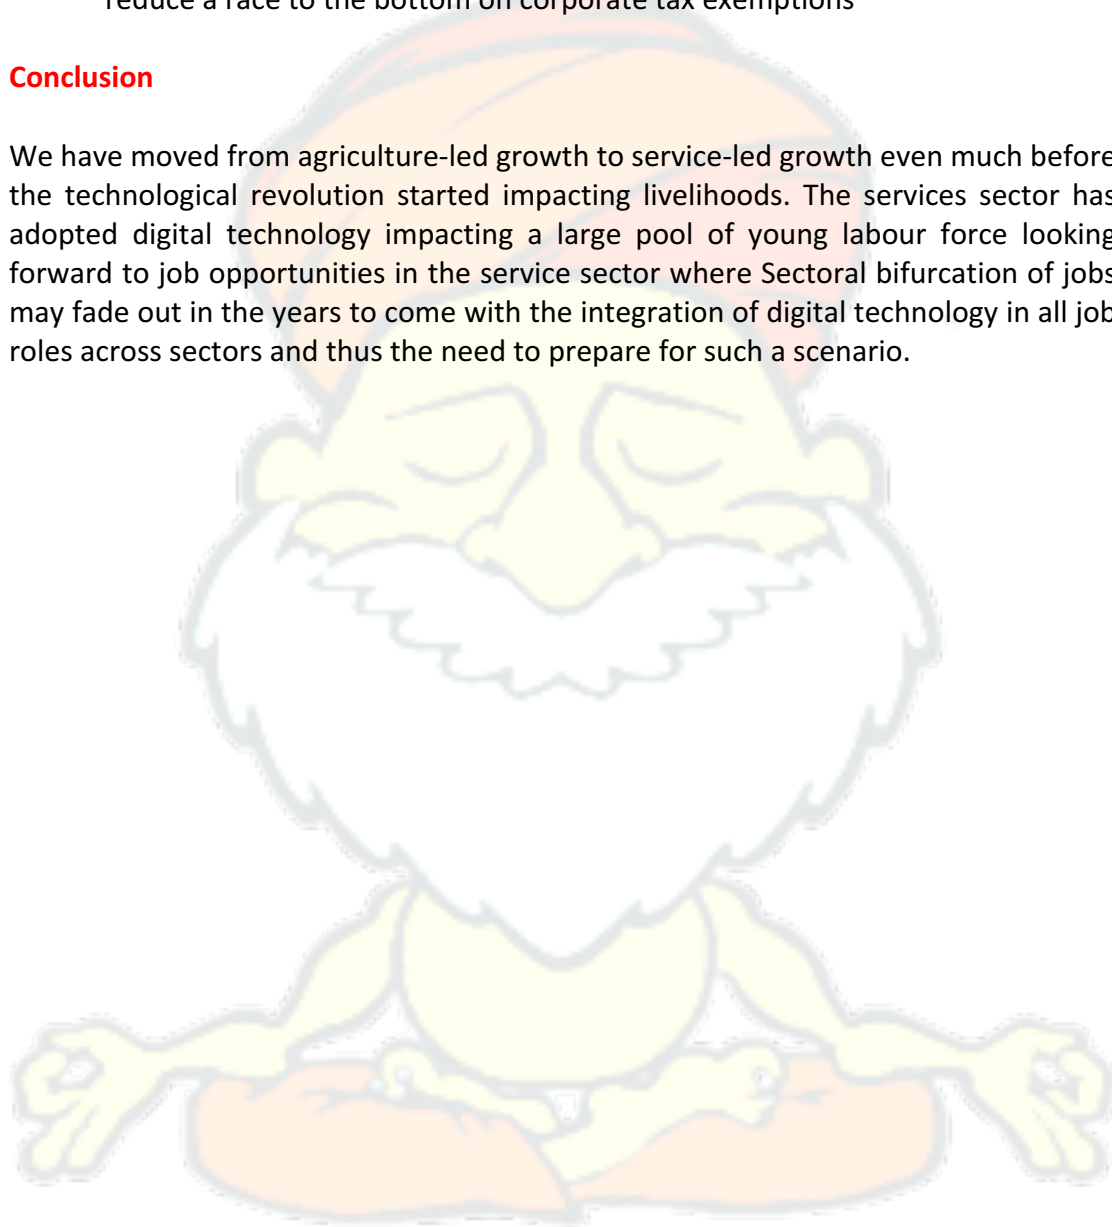 reduce a race to the bottom on corporate tax exemptions
Conclusion
We have moved from agriculture-led growth to service-led growth even much before
the technological revolution started impacting livelihoods. The services sector has
adopted digital technology impacting a large pool of young labour force looking
forward to job opportunities in the service sector where Sectoral bifurcation of jobs
may fade out in the years to come with the integration of digital technology in all job
roles across sectors and thus the need to prepare for such a scenario.